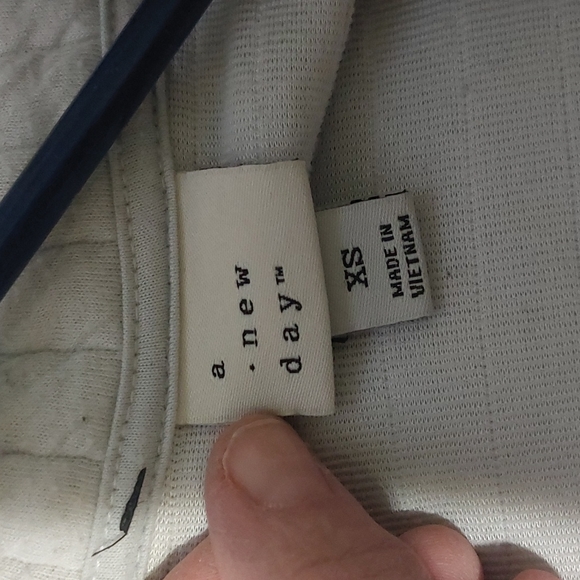 a
. new
day™
XS
MADE IN
VIETNAM